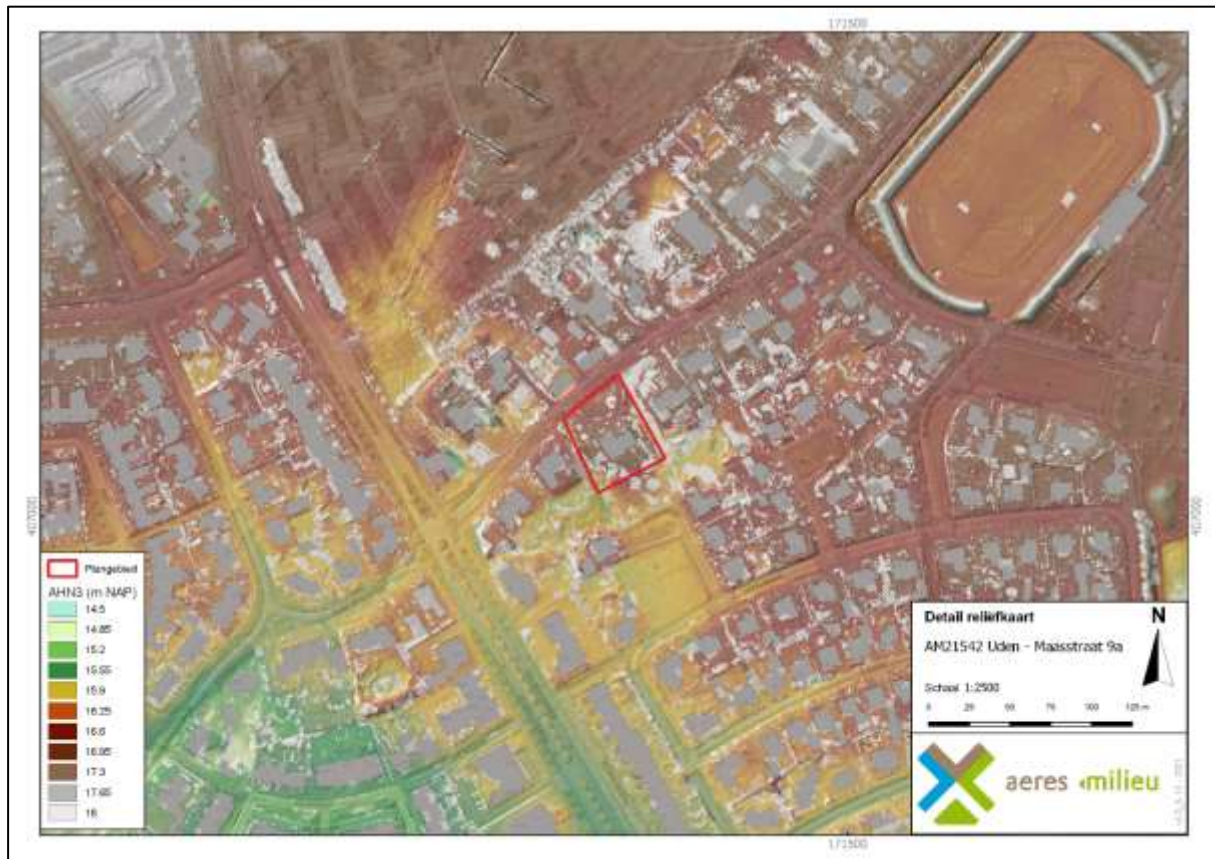 171500
407000
407000
Plangebied
AHN3 (m NAP)
14.5
14.85
15.2
15.55
15.9
16.25
16.6
16.95
17.3
17.65
18
Detail reliëfkaart
N
AM21542 Uden - Maasstraat 9a
Schaal 1:2500
0 25 50 75 100 125 m
aeres milieu
171500